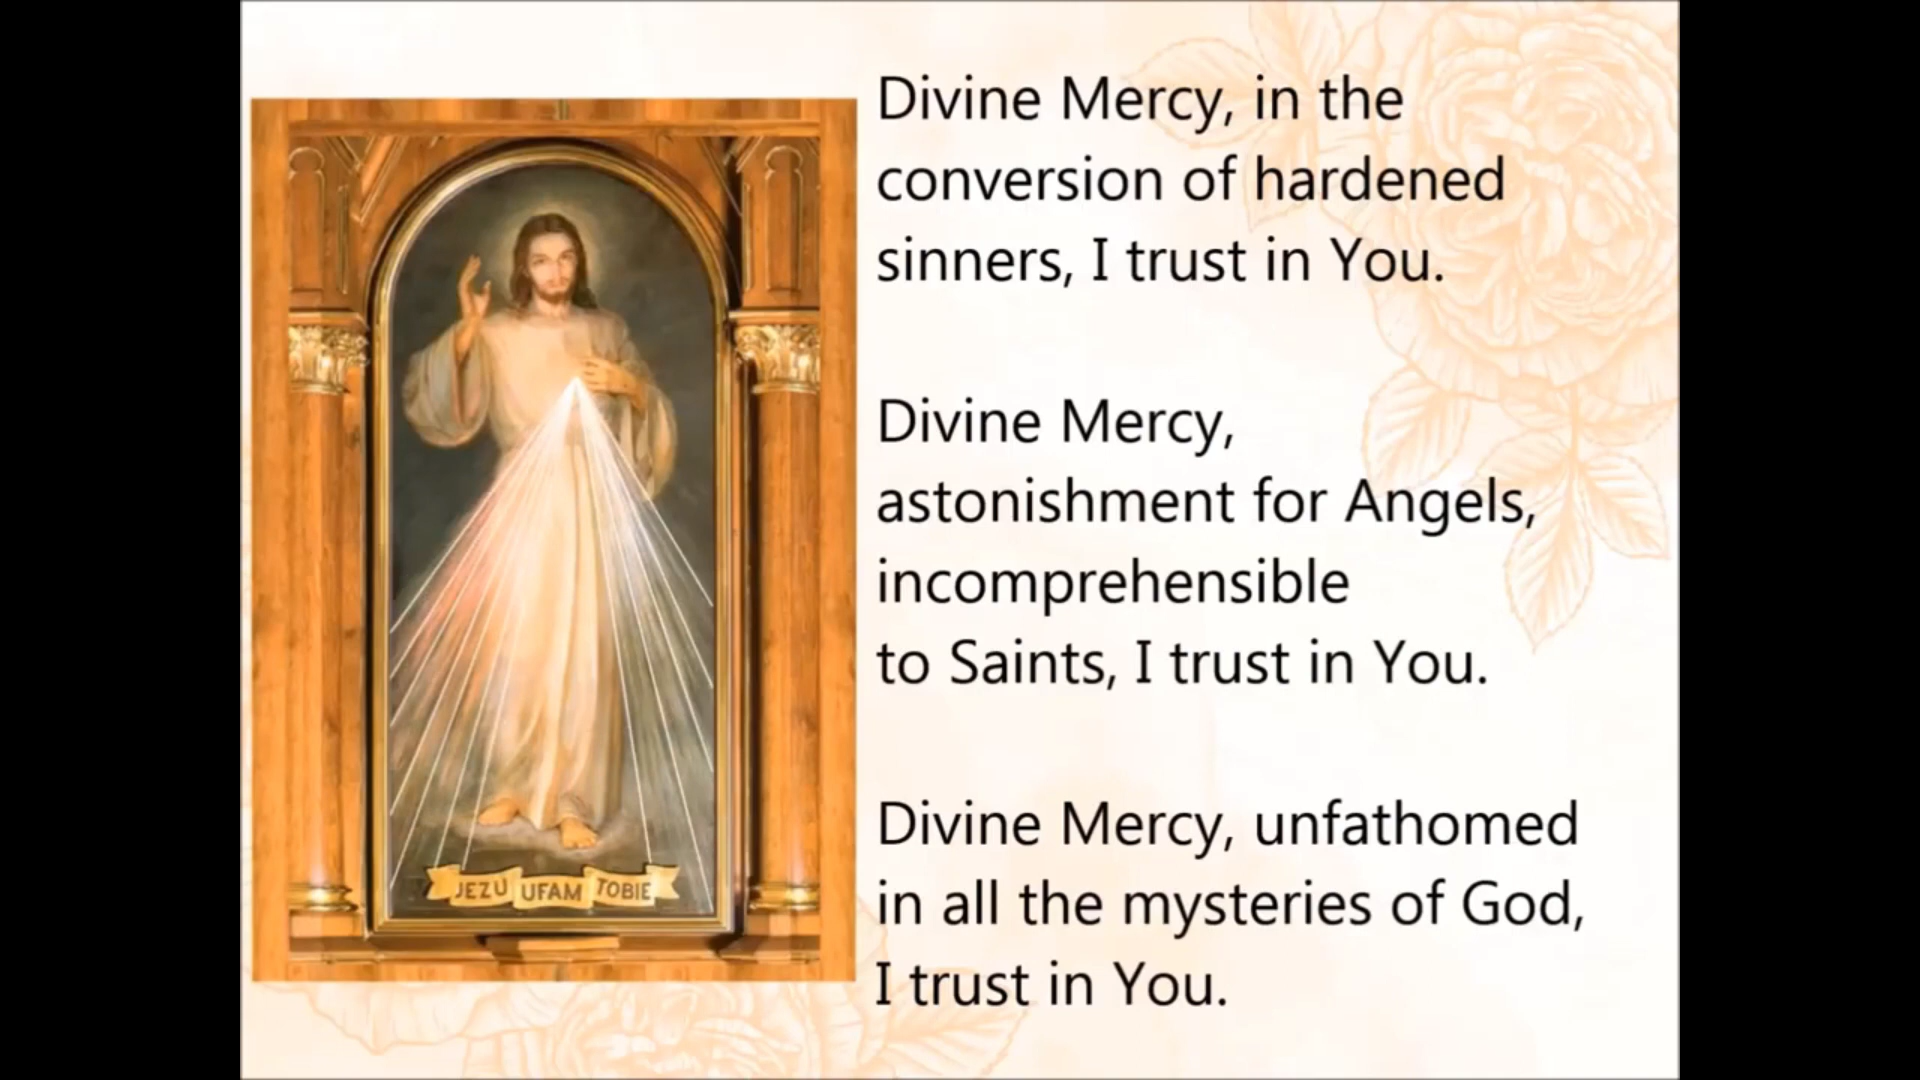 Divine Mercy, in the
conversion of hardened
sinners, I trust in You.
Divine Mercy,
astonishment for Angels,
incomprehensible
to Saints, I trust in You.
Divine Mercy, unfathomed
in all the mysteries of God,
I trust in You.
JEZU UFAM TOBIE